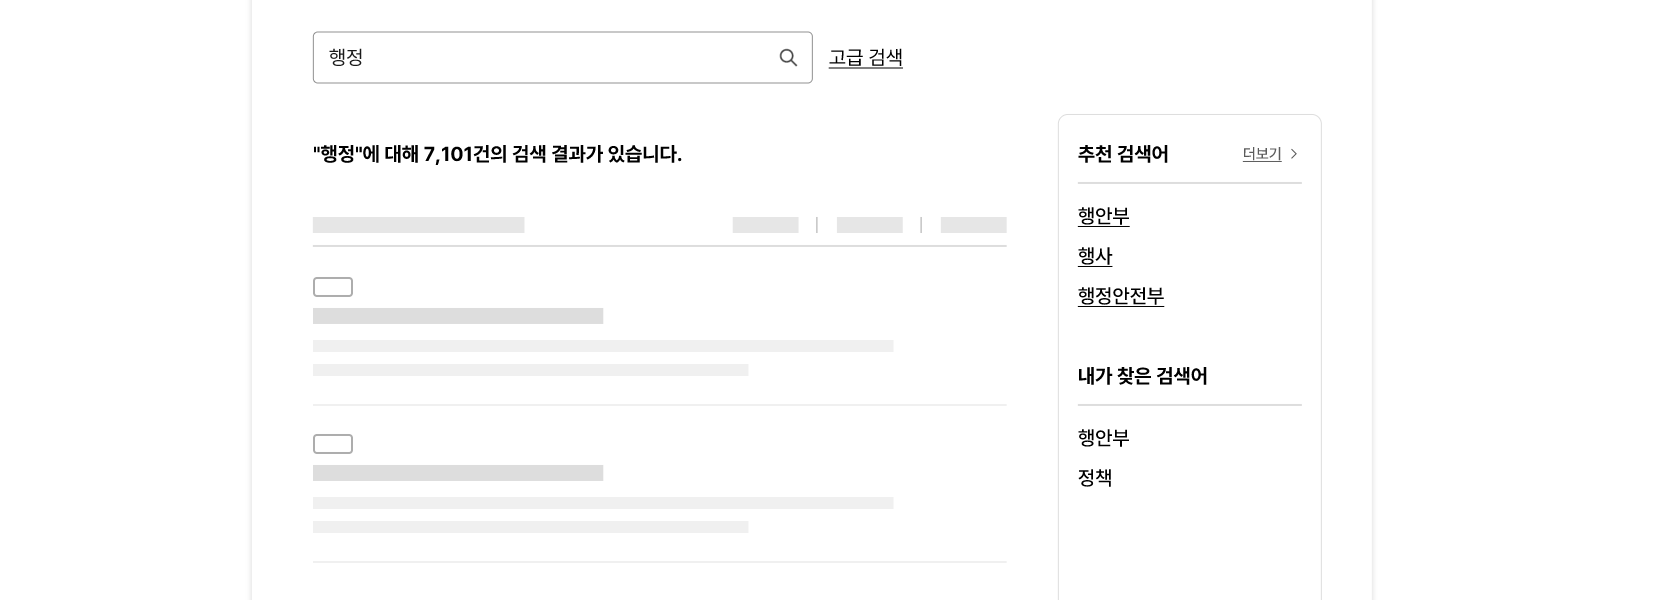 행정
고급 검색
"행정"에 대해 7,101건의 검색 결과가 있습니다.
추천 검색어
더보기
행안부
행사
행정안전부
내가 찾은 검색어
행안부
정책